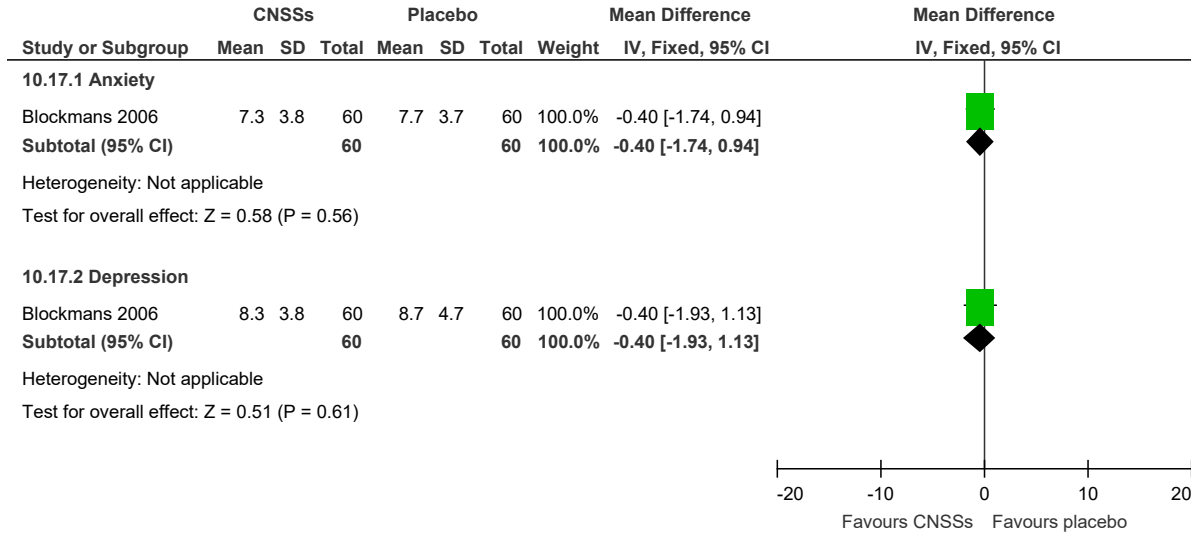 CNSSs Placebo Mean Difference Mean Difference
Study or Subgroup Mean SD Total Mean SD Total Weight IV, Fixed, 95% CI IV, Fixed, 95% CI
10.17.1 Anxiety
Blockmans 2006 7.3 3.8 60 7.7 3.7 60 100.0% -0.40 [-1.74, 0.94]
Subtotal (95% CI) 60 60 100.0% -0.40 [-1.74, 0.94]
Heterogeneity: Not applicable
Test for overall effect: Z = 0.58 (P = 0.56)
10.17.2 Depression
Blockmans 2006 8.3 3.8 60 8.7 4.7 60 100.0% -0.40 [-1.93, 1.13]
Subtotal (95% CI) 60 60 100.0% -0.40 [-1.93, 1.13]
Heterogeneity: Not applicable
Test for overall effect: Z = 0.51 (P = 0.61)
-20 -10 0 10 20
Favours CNSSs Favours placebo